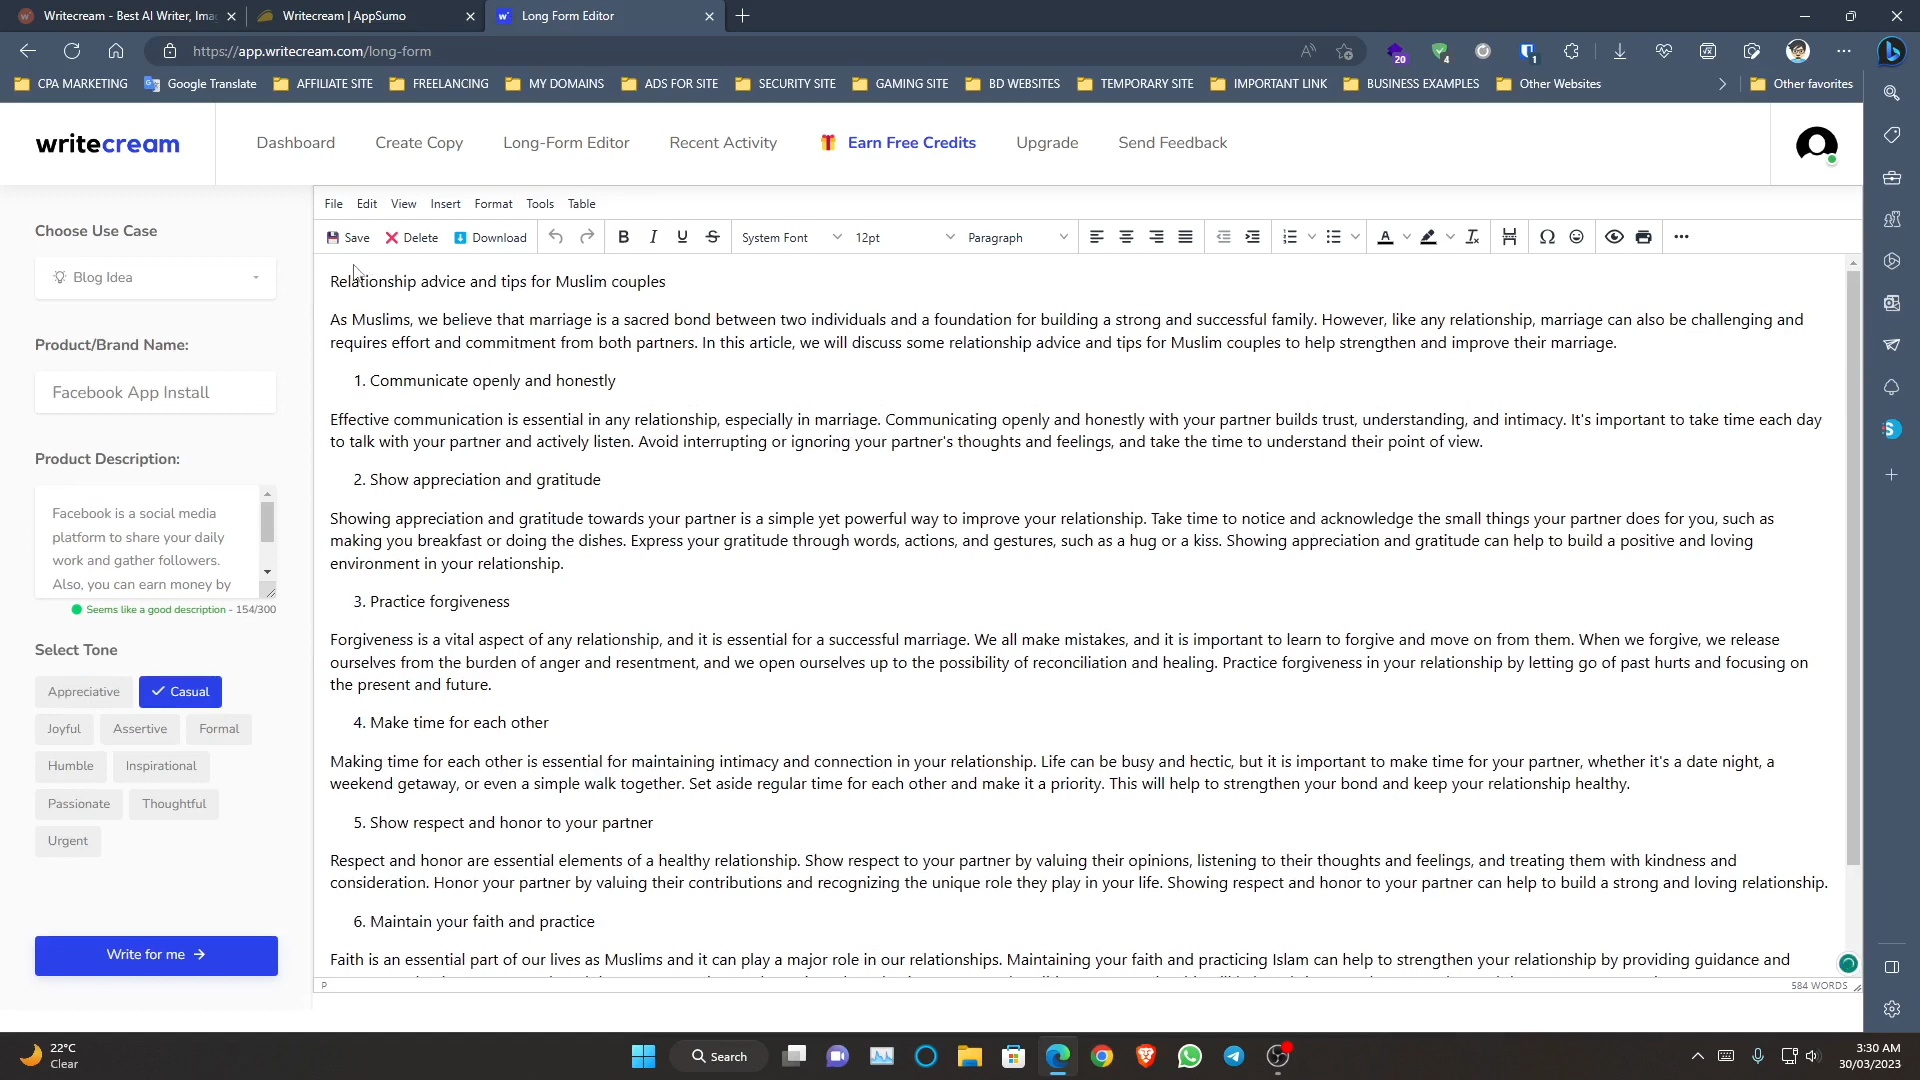 Writecream - Best AI Writer, Ima
Writecream | AppSumo
Long Form Editor
https://app.writecream.com/long-form
20
4
1
CPA MARKETING
Google Translate
AFFILIATE SITE
FREELANCING
MY DOMAINS
ADS FOR SITE
SECURITY SITE
GAMING SITE
BD WEBSITES
TEMPORARY SITE
IMPORTANT LINK
BUSINESS EXAMPLES
Other Websites
Other favorites
writecream
Dashboard
Create Copy
Long-Form Editor
Recent Activity
Earn Free Credits
Upgrade
Send Feedback
Choose Use Case
Blog Idea
Product/Brand Name:
Facebook App Install
Product Description:
Facebook is a social media
platform to share your daily
work and gather followers.
Also, you can earn money by
Seems like a good description - 154/300
Select Tone
Appreciative
Casual
Joyful
Assertive
Formal
Humble
Inspirational
Passionate
Thoughtful
Urgent
Write for me
File Edit View Insert Format Tools Table
Save Delete Download
System Font
12pt
Paragraph
Relationship advice and tips for Muslim couples
As Muslims, we believe that marriage is a sacred bond between two individuals and a foundation for building a strong and successful family. However, like any relationship, marriage can also be challenging and
requires effort and commitment from both partners. In this article, we will discuss some relationship advice and tips for Muslim couples to help strengthen and improve their marriage.
1. Communicate openly and honestly
Effective communication is essential in any relationship, especially in marriage. Communicating openly and honestly with your partner builds trust, understanding, and intimacy. It's important to take time each day
to talk with your partner and actively listen. Avoid interrupting or ignoring your partner's thoughts and feelings, and take the time to understand their point of view.
2. Show appreciation and gratitude
Showing appreciation and gratitude towards your partner is a simple yet powerful way to improve your relationship. Take time to notice and acknowledge the small things your partner does for you, such as
making you breakfast or doing the dishes. Express your gratitude through words, actions, and gestures, such as a hug or a kiss. Showing appreciation and gratitude can help to build a positive and loving
environment in your relationship.
3. Practice forgiveness
Forgiveness is a vital aspect of any relationship, and it is essential for a successful marriage. We all make mistakes, and it is important to learn to forgive and move on from them. When we forgive, we release
ourselves from the burden of anger and resentment, and we open ourselves up to the possibility of reconciliation and healing. Practice forgiveness in your relationship by letting go of past hurts and focusing on
the present and future.
4. Make time for each other
Making time for each other is essential for maintaining intimacy and connection in your relationship. Life can be busy and hectic, but it is important to make time for your partner, whether it's a date night, a
weekend getaway, or even a simple walk together. Set aside regular time for each other and make it a priority. This will help to strengthen your bond and keep your relationship healthy.
5. Show respect and honor to your partner
Respect and honor are essential elements of a healthy relationship. Show respect to your partner by valuing their opinions, listening to their thoughts and feelings, and treating them with kindness and
consideration. Honor your partner by valuing their contributions and recognizing the unique role they play in your life. Showing respect and honor to your partner can help to build a strong and loving relationship.
6. Maintain your faith and practice
Faith is an essential part of our lives as Muslims and it can play a major role in our relationships. Maintaining your faith and practicing Islam can help to strengthen your relationship by providing guidance and
P
584 WORDS
22°C
Clear
Search
3:30 AM
30/03/2023